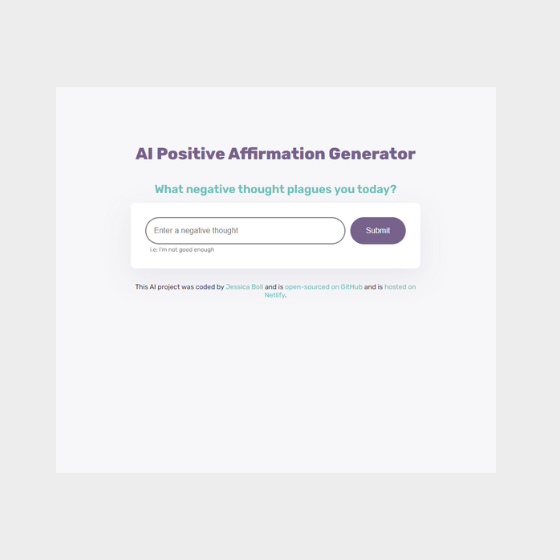 AI Positive Affirmation Generator
What negative thought plagues you today?
Enter a negative thought
Submit
i.e: I'm not good enough
This AI project was coded by Jessica Boll and is open-sourced on GitHub and is hosted on
Netlify.